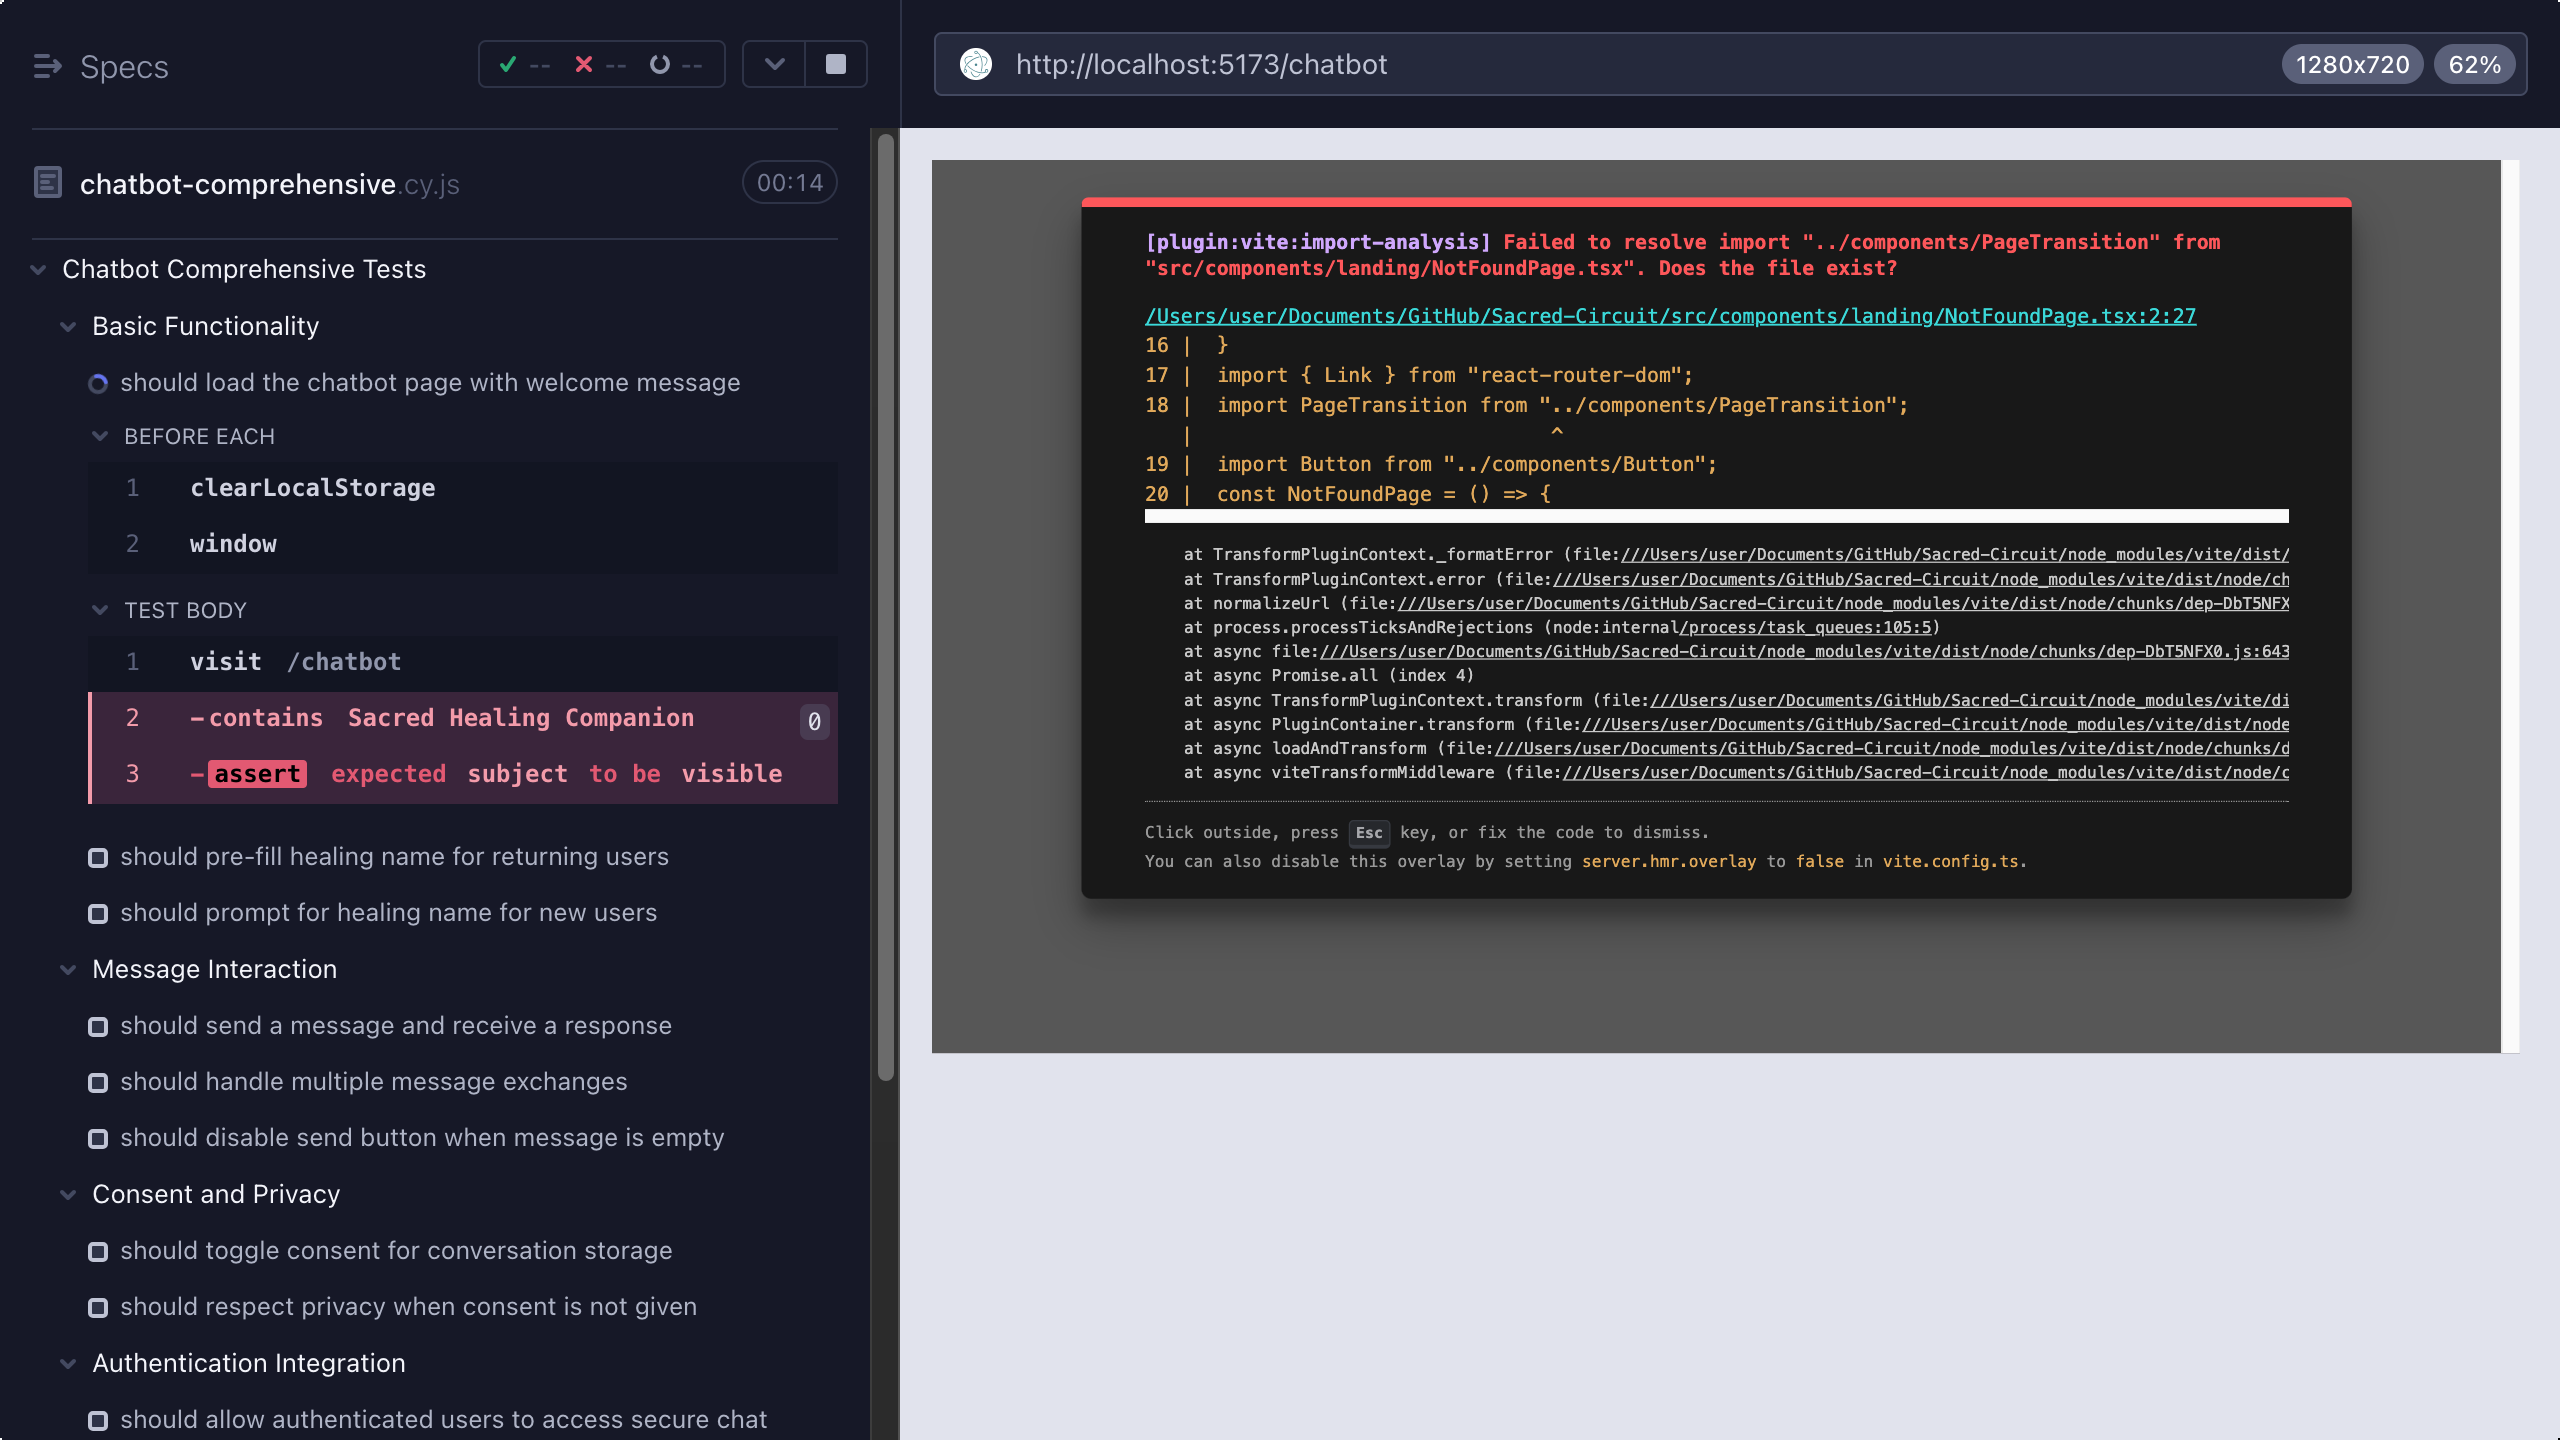 Specs
-- -- --
chatbot-comprehensive.cy.js 00:14
Chatbot Comprehensive Tests
Basic Functionality
should load the chatbot page with welcome message
BEFORE EACH
1 clearLocalStorage
2 window
TEST BODY
1 visit /chatbot
2 -contains Sacred Healing Companion 0
3 -assert expected subject to be visible
should pre-fill healing name for returning users
should prompt for healing name for new users
Message Interaction
should send a message and receive a response
should handle multiple message exchanges
should disable send button when message is empty
Consent and Privacy
should toggle consent for conversation storage
should respect privacy when consent is not given
Authentication Integration
should allow authenticated users to access secure chat
http://localhost:5173/chatbot 1280x720 62%
[plugin:vite:import-analysis] Failed to resolve import "../components/PageTransition" from
"src/components/landing/NotFoundPage.tsx". Does the file exist?
/Users/user/Documents/GitHub/Sacred-Circuit/src/components/landing/NotFoundPage.tsx:2:27
16 | }
17 | import { Link } from "react-router-dom";
18 | import PageTransition from "../components/PageTransition";
| ^
19 | import Button from "../components/Button";
20 | const NotFoundPage = () => {
at TransformPluginContext._formatError (file:///Users/user/Documents/GitHub/Sacred-Circuit/node_modules/vite/dist/
at TransformPluginContext.error (file:///Users/user/Documents/GitHub/Sacred-Circuit/node_modules/vite/dist/node/ch
at normalizeUrl (file:///Users/user/Documents/GitHub/Sacred-Circuit/node_modules/vite/dist/node/chunks/dep-DbT5NFX
at process.processTicksAndRejections (node:internal/process/task_queues:105:5)
at async file:///Users/user/Documents/GitHub/Sacred-Circuit/node_modules/vite/dist/node/chunks/dep-DbT5NFX0.js:643
at async Promise.all (index 4)
at async TransformPluginContext.transform (file:///Users/user/Documents/GitHub/Sacred-Circuit/node_modules/vite/di
at async PluginContainer.transform (file:///Users/user/Documents/GitHub/Sacred-Circuit/node_modules/vite/dist/node
at async loadAndTransform (file:///Users/user/Documents/GitHub/Sacred-Circuit/node_modules/vite/dist/node/chunks/d
at async viteTransformMiddleware (file:///Users/user/Documents/GitHub/Sacred-Circuit/node_modules/vite/dist/node/c
Click outside, press Esc key, or fix the code to dismiss.
You can also disable this overlay by setting server.hmr.overlay to false in vite.config.ts.